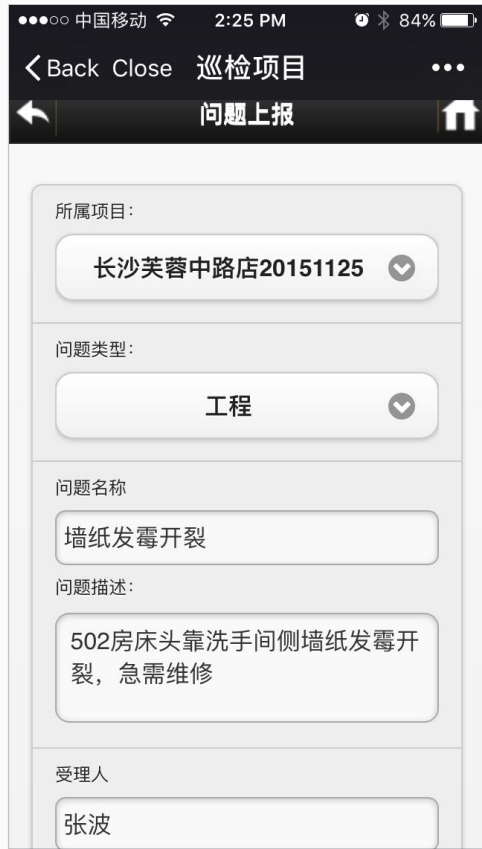 中国移动 2:25 PM 84%
Back Close 巡检项目
问题上报
所属项目:
长沙芙蓉中路店20151125
问题类型:
工程
问题名称
墙纸发霉开裂
问题描述:
502房床头靠洗手间侧墙纸发霉开
裂，急需维修
受理人
张波